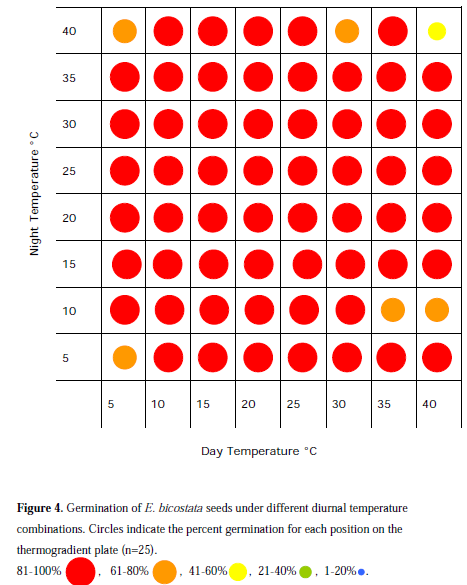 40
35
30
25
20
15
10
5
Night Temperature °C
5 10 15 20 25 30 35 40
Day Temperature °C
Figure 4. Germination of E. bicostata seeds under different diurnal temperature
combinations. Circles indicate the percent germination for each position on the
thermogradient plate (n=25).
81-100% , 61-80% , 41-60% , 21-40% , 1-20% .